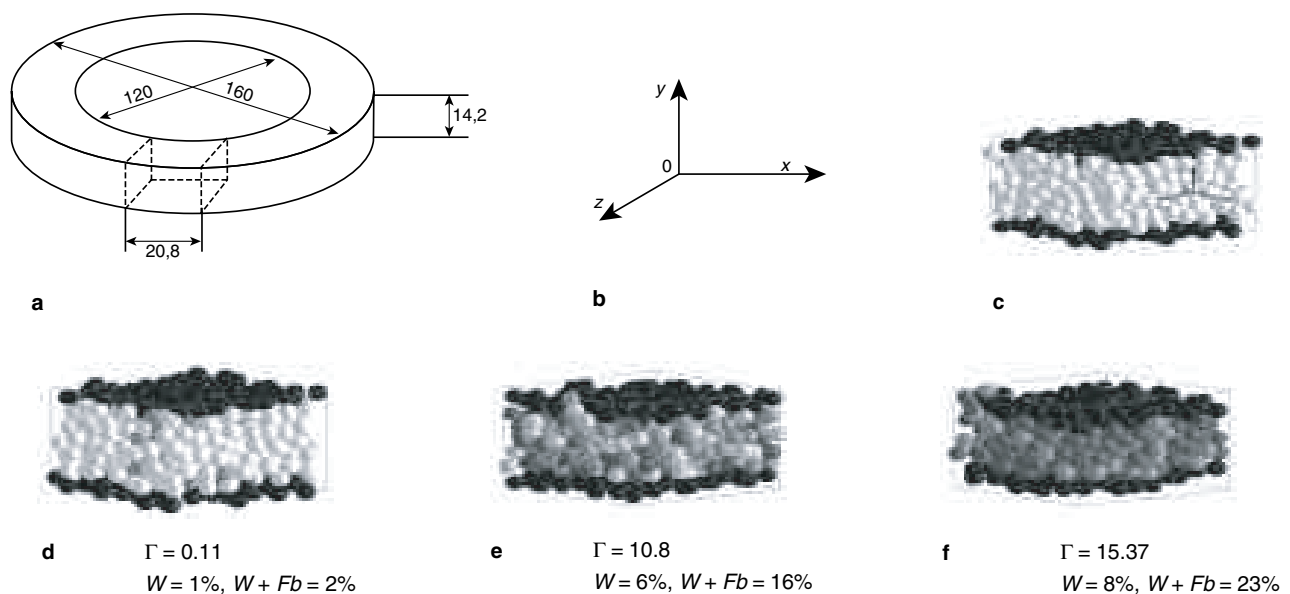 120
160
14,2
20,8
a
y
0
x
z
b
c
d
Γ = 0.11
W = 1%, W + Fb = 2%
e
Γ = 10.8
W = 6%, W + Fb = 16%
f
Γ = 15.37
W = 8%, W + Fb = 23%